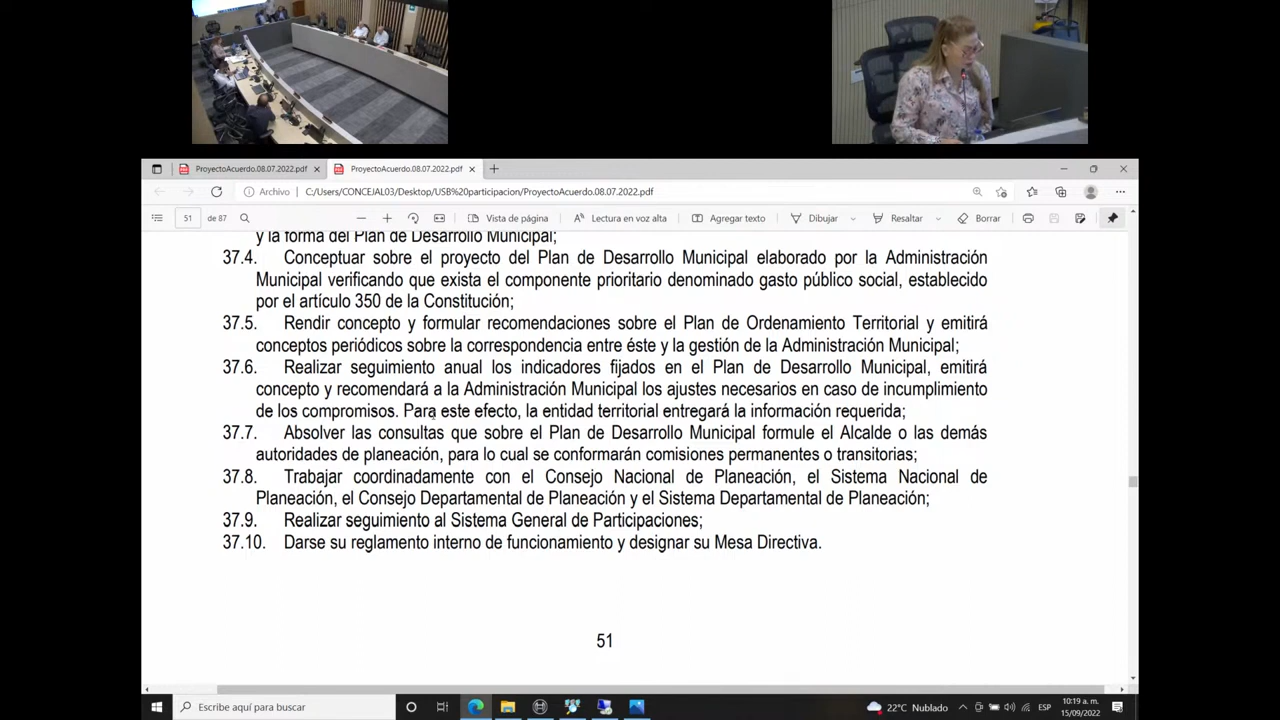 ProyectoAcuerdo.08.07.2022.pdf
ProyectoAcuerdo.08.07.2022.pdf
Archivo
C:/Users/CONCEJAL03/Desktop/USB%20participacion/ProyectoAcuerdo.08.07.2022.pdf
51 de 87
Vista de página
Lectura en voz alta
Agregar texto
Dibujar
Resaltar
Borrar
y la forma del Plan de Desarrollo Municipal;
37.4. Conceptuar sobre el proyecto del Plan de Desarrollo Municipal elaborado por la Administración
Municipal verificando que exista el componente prioritario denominado gasto público social, establecido
por el artículo 350 de la Constitución;
37.5. Rendir concepto y formular recomendaciones sobre el Plan de Ordenamiento Territorial y emitirá
conceptos periódicos sobre la correspondencia entre éste y la gestión de la Administración Municipal;
37.6. Realizar seguimiento anual los indicadores fijados en el Plan de Desarrollo Municipal, emitirá
concepto y recomendará a la Administración Municipal los ajustes necesarios en caso de incumplimiento
de los compromisos. Para este efecto, la entidad territorial entregará la información requerida;
37.7. Absolver las consultas que sobre el Plan de Desarrollo Municipal formule el Alcalde o las demás
autoridades de planeación, para lo cual se conformarán comisiones permanentes o transitorias;
37.8. Trabajar coordinadamente con el Consejo Nacional de Planeación, el Sistema Nacional de
Planeación, el Consejo Departamental de Planeación y el Sistema Departamental de Planeación;
37.9. Realizar seguimiento al Sistema General de Participaciones;
37.10. Darse su reglamento interno de funcionamiento y designar su Mesa Directiva.
51
Escribe aquí para buscar
22°C Nublado
ESP
10:19 a. m.
15/09/2022